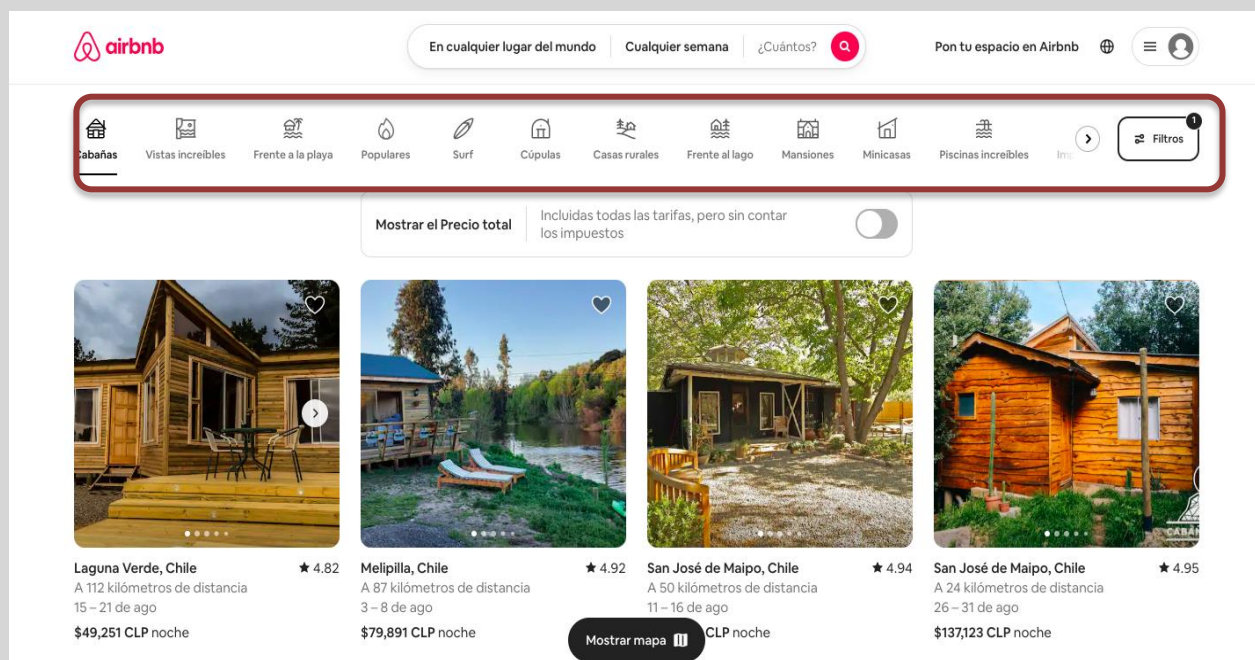 airbnb
En cualquier lugar del mundo Cualquier semana ¿Cuántos?
Pon tu espacio en Airbnb
Cabañas Vistas increíbles Frente a la playa Populares Surf Cúpulas Casas rurales Frente al lago Mansiones Minicasas Piscinas increíbles
Filtros 1
Mostrar el Precio total
Incluidas todas las tarifas, pero sin contar
los impuestos
Laguna Verde, Chile 4.82
A 112 kilómetros de distancia
15 – 21 de ago
$49,251 CLP noche
Melipilla, Chile 4.92
A 87 kilómetros de distancia
3 – 8 de ago
$79,891 CLP noche
San José de Maipo, Chile 4.94
A 50 kilómetros de distancia
11 – 16 de ago
CLP noche
San José de Maipo, Chile 4.95
A 24 kilómetros de distancia
26 – 31 de ago
$137,123 CLP noche
Mostrar mapa